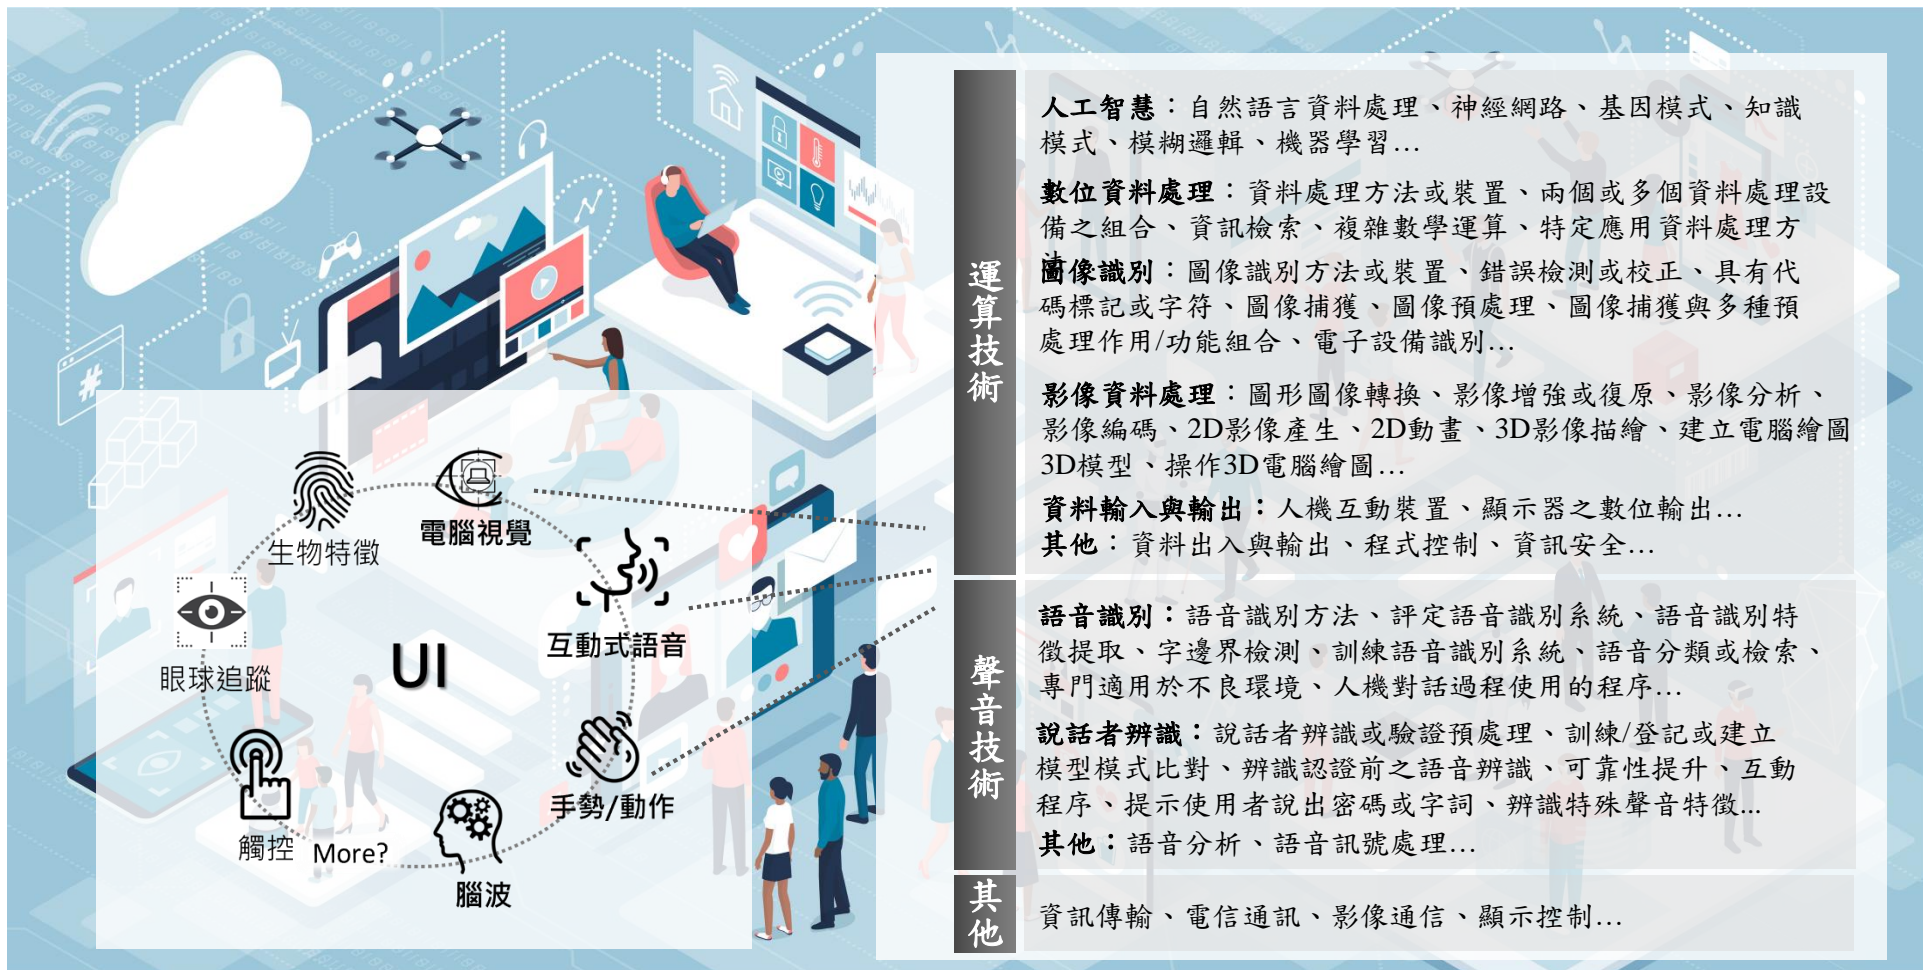 生物特徵
電腦視覺
互動式語音
眼球追蹤
UI
手勢/動作
觸控
More?
腦波
運算技術
人工智慧：自然語言資料處理、神經網路、基因模式、知識
模式、模糊邏輯、機器學習…
數位資料處理：資料處理方法或裝置、兩個或多個資料處理設
備之組合、資訊檢索、複雜數學運算、特定應用資料處理方
圖像識別：圖像識別方法或裝置、錯誤檢測或校正、具有代
碼標記或字符、圖像捕獲、圖像預處理、圖像捕獲與多種預
處理作用/功能組合、電子設備識別…
影像資料處理：圖形圖像轉換、影像增強或復原、影像分析、
影像編碼、2D影像產生、2D動畫、3D影像描繪、建立電腦繪圖
3D模型、操作3D電腦繪圖…
資料輸入與輸出：人機互動裝置、顯示器之數位輸出…
其他：資料出入與輸出、程式控制、資訊安全…
聲音技術
語音識別：語音識別方法、評定語音識別系統、語音識別特
徵提取、字邊界檢測、訓練語音識別系統、語音分類或檢索、
專門適用於不良環境、人機對話過程使用的程序…
說話者辨識：說話者辨識或驗證預處理、訓練/登記或建立
模型模式比對、辨識認證前之語音辨識、可靠性提升、互動
程序、提示使用者說出密碼或字詞、辨識特殊聲音特徵...
其他：語音分析、語音訊號處理…
其他
資訊傳輸、電信通訊、影像通信、顯示控制…